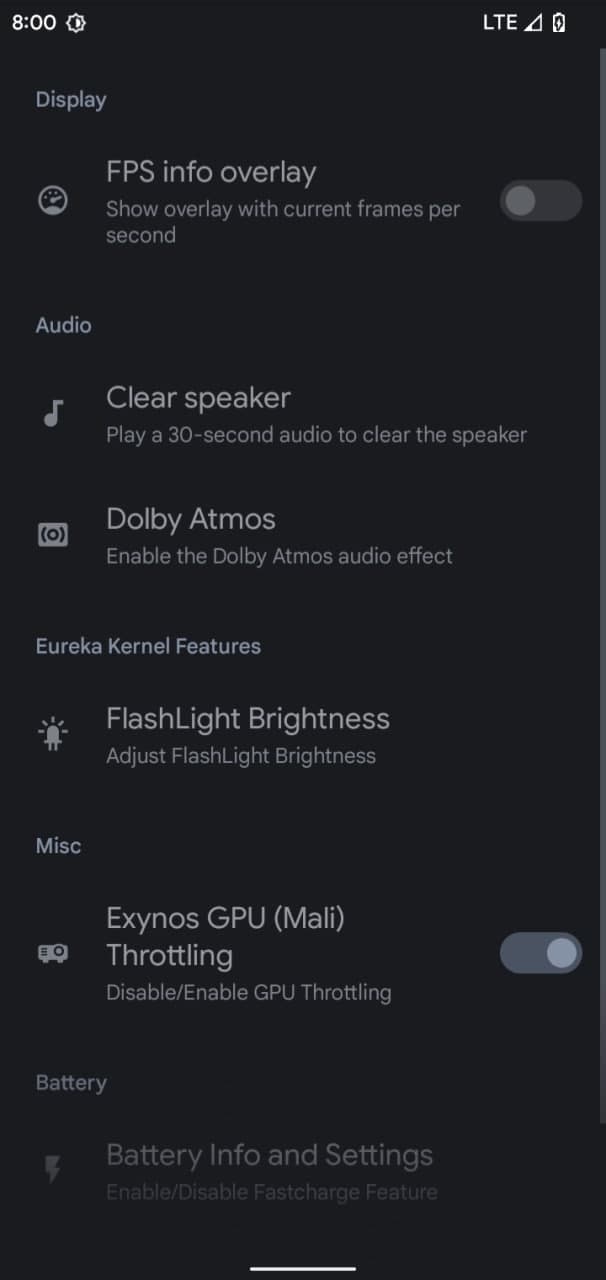 8:00
LTE
Display
FPS info overlay
Show overlay with current frames per
second
Audio
Clear speaker
Play a 30-second audio to clear the speaker
Dolby Atmos
Enable the Dolby Atmos audio effect
Eureka Kernel Features
FlashLight Brightness
Adjust FlashLight Brightness
Misc
Exynos GPU (Mali)
Throttling
Disable/Enable GPU Throttling
Battery
Battery Info and Settings
Enable/Disable Fastcharge Feature